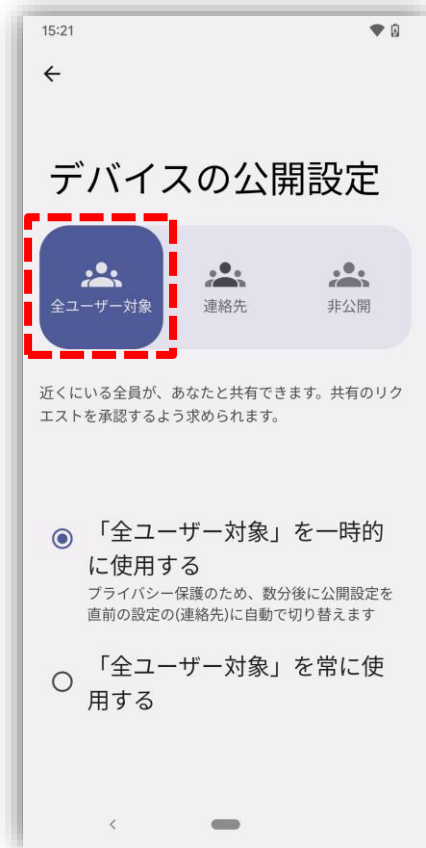 15:21
デバイスの公開設定
全ユーザー対象
連絡先
非公開
近くにいる全員が、あなたと共有できます。共有のリク
エストを承認するよう求められます。
「全ユーザー対象」を一時的
に使用する
プライバシー保護のため、数分後に公開設定を
直前の設定の(連絡先)に自動で切り替えます
「全ユーザー対象」を常に使
用する